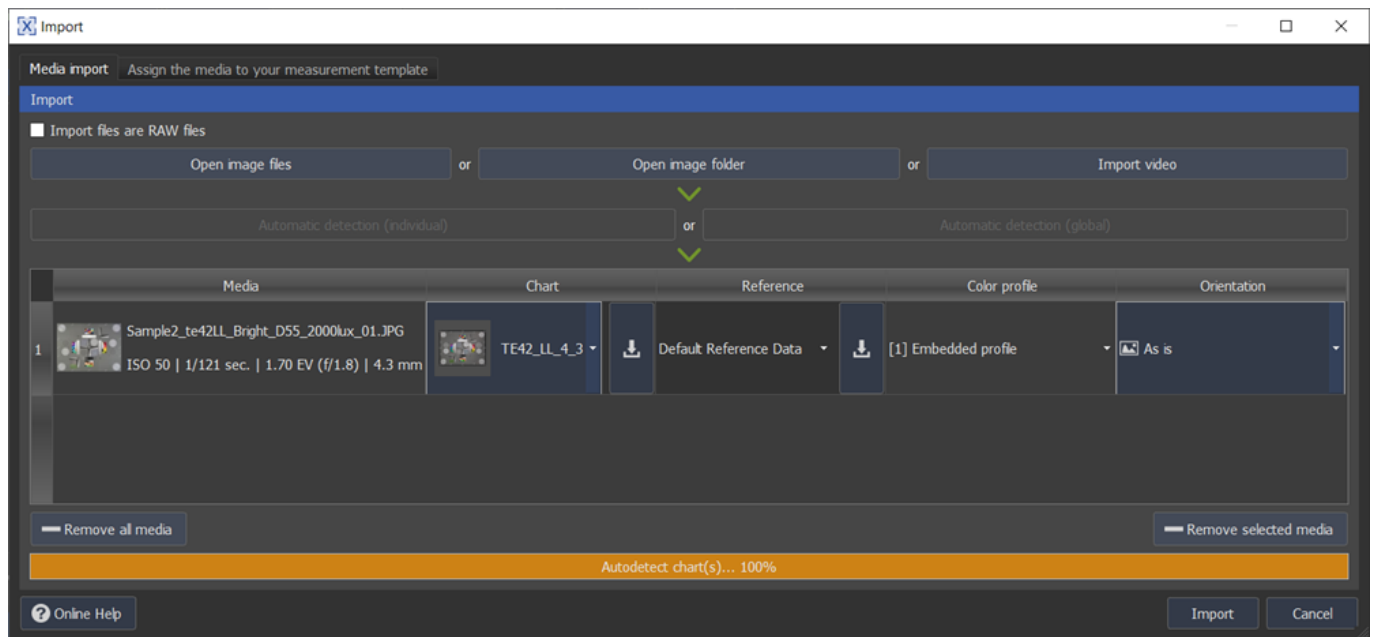 Import
Media import Assign the media to your measurement template
Import
Import files are RAW files
Open image files or Open image folder or Import video
Automatic detection (individual) or Automatic detection (global)
Media Chart Reference Color profile Orientation
1 Sample2_te42LL_Bright_D55_2000lux_01.JPG
ISO 50 | 1/121 sec. | 1.70 EV (f/1.8) | 4.3 mm TE42_LL_4_3 Default Reference Data [1] Embedded profile As is
Remove all media Remove selected media
Autodetect chart(s)... 100%
Online Help Import Cancel